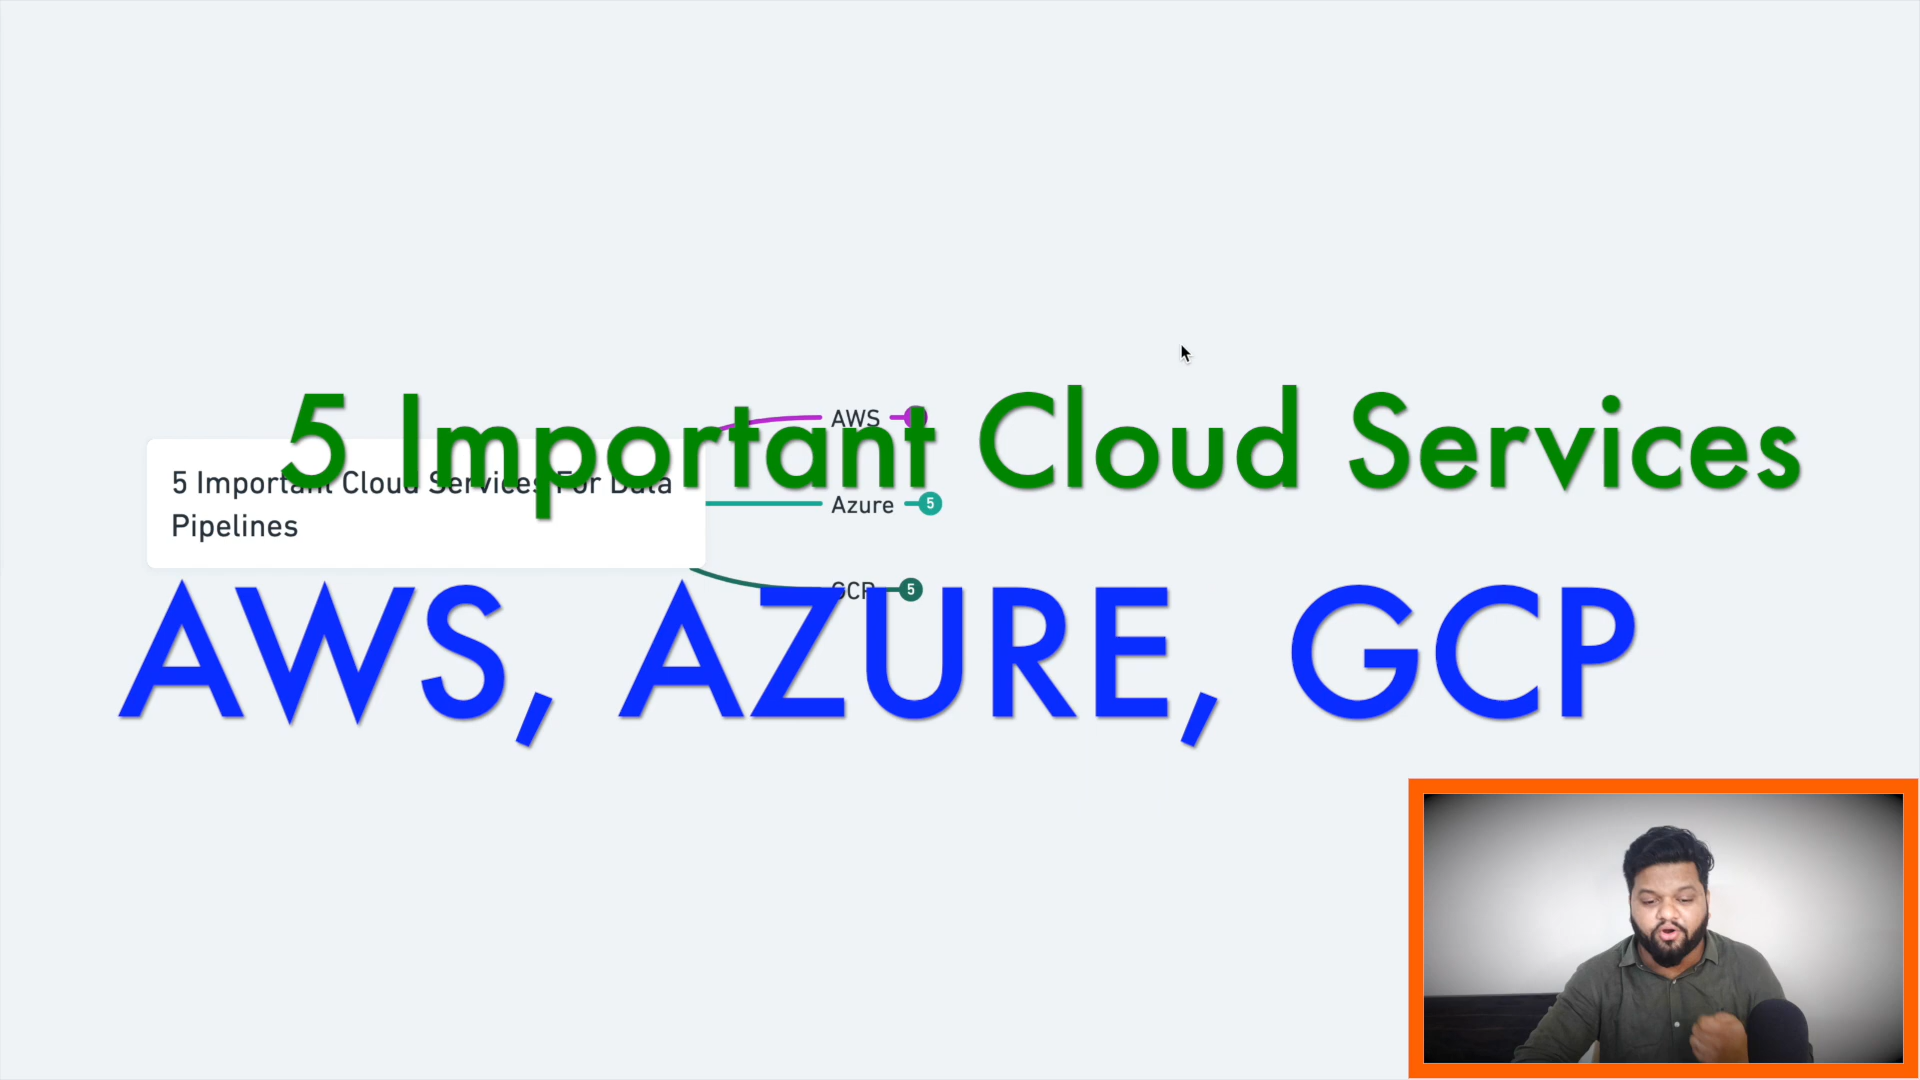 5 Important Cloud Services
AWS
5 Important Cloud Services For Data
Pipelines
Azure 5
GCP 5
AWS, AZURE, GCP